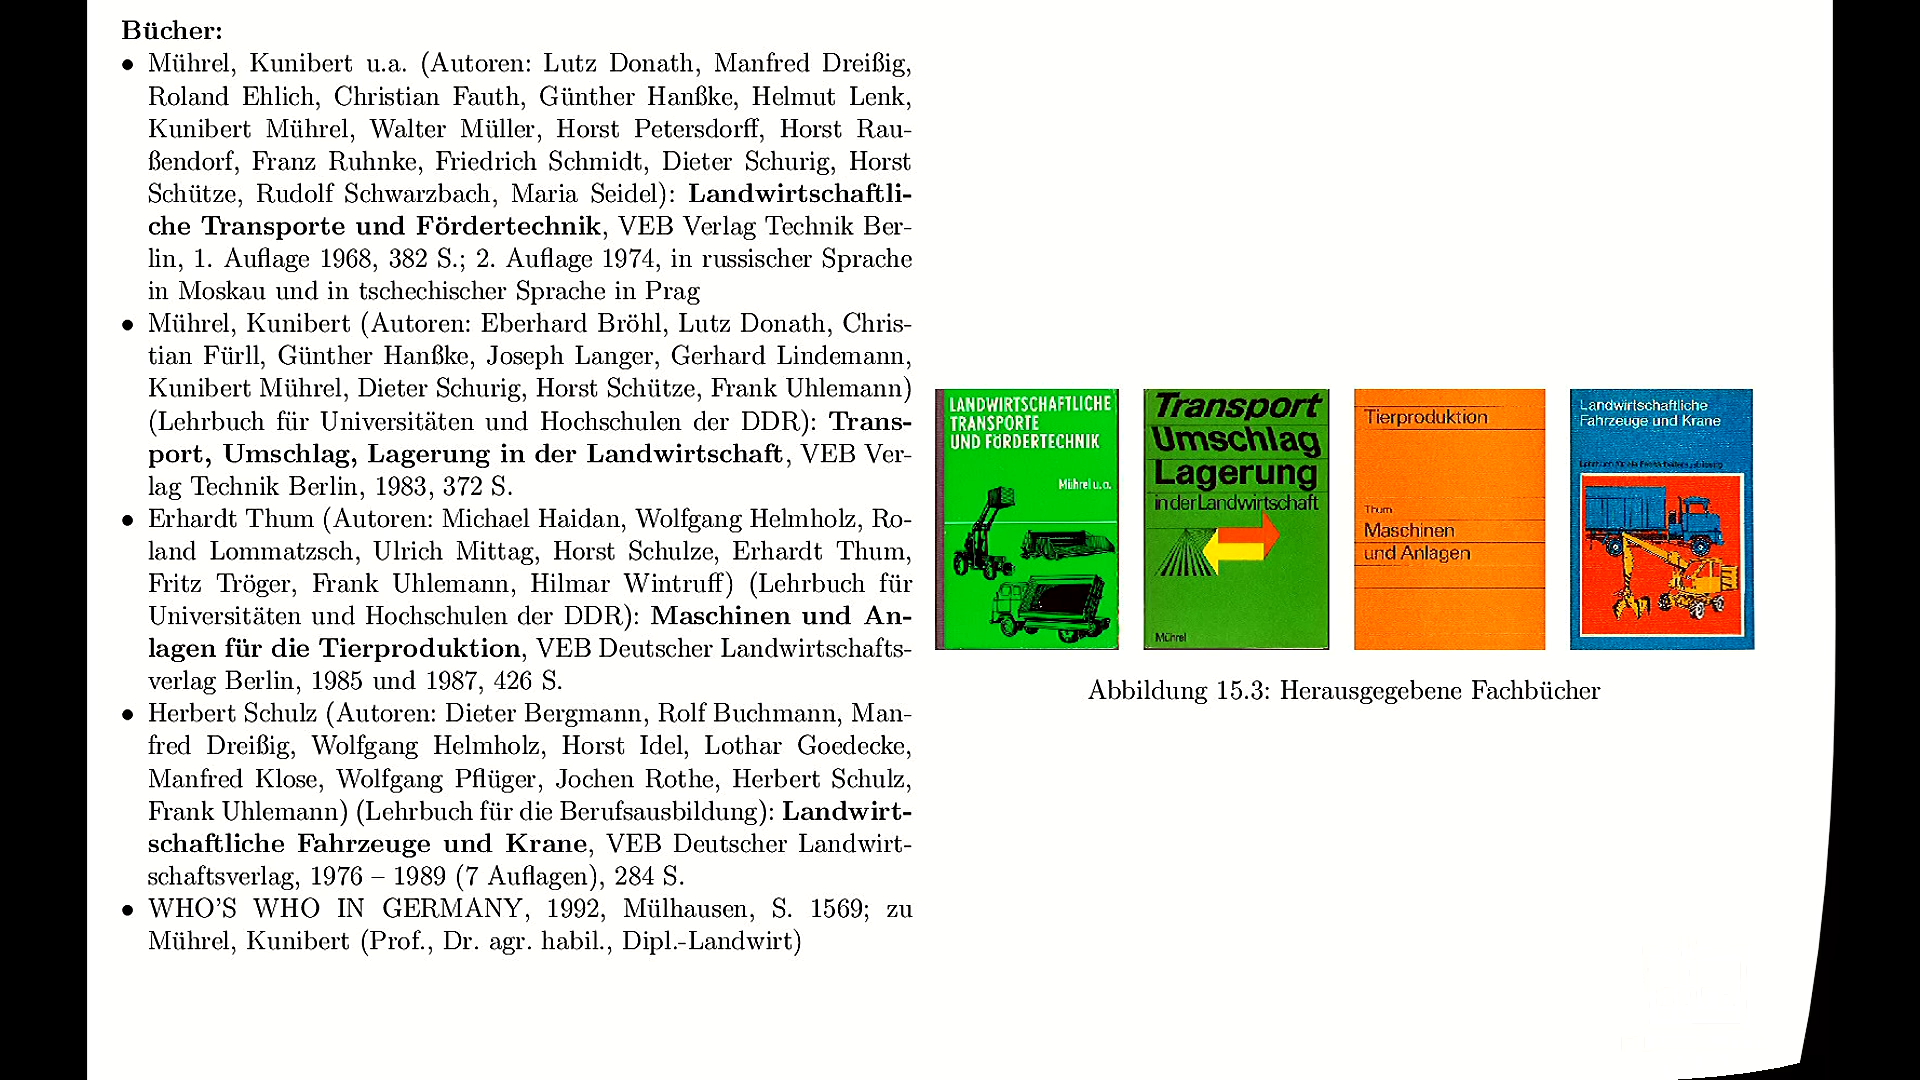 Bücher:
• Mührel, Kunibert u.a. (Autoren: Lutz Donath, Manfred Dreißig,
Roland Ehlich, Christian Fauth, Günther Hanßke, Helmut Lenk,
Kunibert Mührel, Walter Müller, Horst Petersdorff, Horst Rau-
ßendorf, Franz Ruhnke, Friedrich Schmidt, Dieter Schurig, Horst
Schütze, Rudolf Schwarzbach, Maria Seidel): Landwirtschaftli-
che Transporte und Fördertechnik, VEB Verlag Technik Ber-
lin, 1. Auflage 1968, 382 S.; 2. Auflage 1974, in russischer Sprache
in Moskau und in tschechischer Sprache in Prag
• Mührel, Kunibert (Autoren: Eberhard Bröhl, Lutz Donath, Chris-
tian Fürll, Günther Hanßke, Joseph Langer, Gerhard Lindemann,
Kunibert Mührel, Dieter Schurig, Horst Schütze, Frank Uhlemann)
(Lehrbuch für Universitäten und Hochschulen der DDR): Trans-
port, Umschlag, Lagerung in der Landwirtschaft, VEB Ver-
lag Technik Berlin, 1983, 372 S.
• Erhardt Thum (Autoren: Michael Haidan, Wolfgang Helmholz, Ro-
land Lommatzsch, Ulrich Mittag, Horst Schulze, Erhardt Thum,
Fritz Tröger, Frank Uhlemann, Hilmar Wintruff) (Lehrbuch für
Universitäten und Hochschulen der DDR): Maschinen und An-
lagen für die Tierproduktion, VEB Deutscher Landwirtschafts-
verlag Berlin, 1985 und 1987, 426 S.
• Herbert Schulz (Autoren: Dieter Bergmann, Rolf Buchmann, Man-
fred Dreißig, Wolfgang Helmholz, Horst Idel, Lothar Goedecke,
Manfred Klose, Wolfgang Pflüger, Jochen Rothe, Herbert Schulz,
Frank Uhlemann) (Lehrbuch für die Berufsausbildung): Landwirt-
schaftliche Fahrzeuge und Krane, VEB Deutscher Landwirt-
schaftsverlag, 1976 – 1989 (7 Auflagen), 284 S.
• WHO'S WHO IN GERMANY, 1992, Mülhausen, S. 1569; zu
Mührel, Kunibert (Prof., Dr. agr. habil., Dipl.-Landwirt)
LANDWIRTSCHAFTLICHE
TRANSPORTE
UND FÖRDERTECHNIK
Mührel u.a.
Transport
Umschlag
Lagerung
in der Landwirtschaft
Mührel
Tierproduktion
Thum
Maschinen
und Anlagen
Landwirtschaftliche
Fahrzeuge und Krane
Abbildung 15.3: Herausgegebene Fachbücher